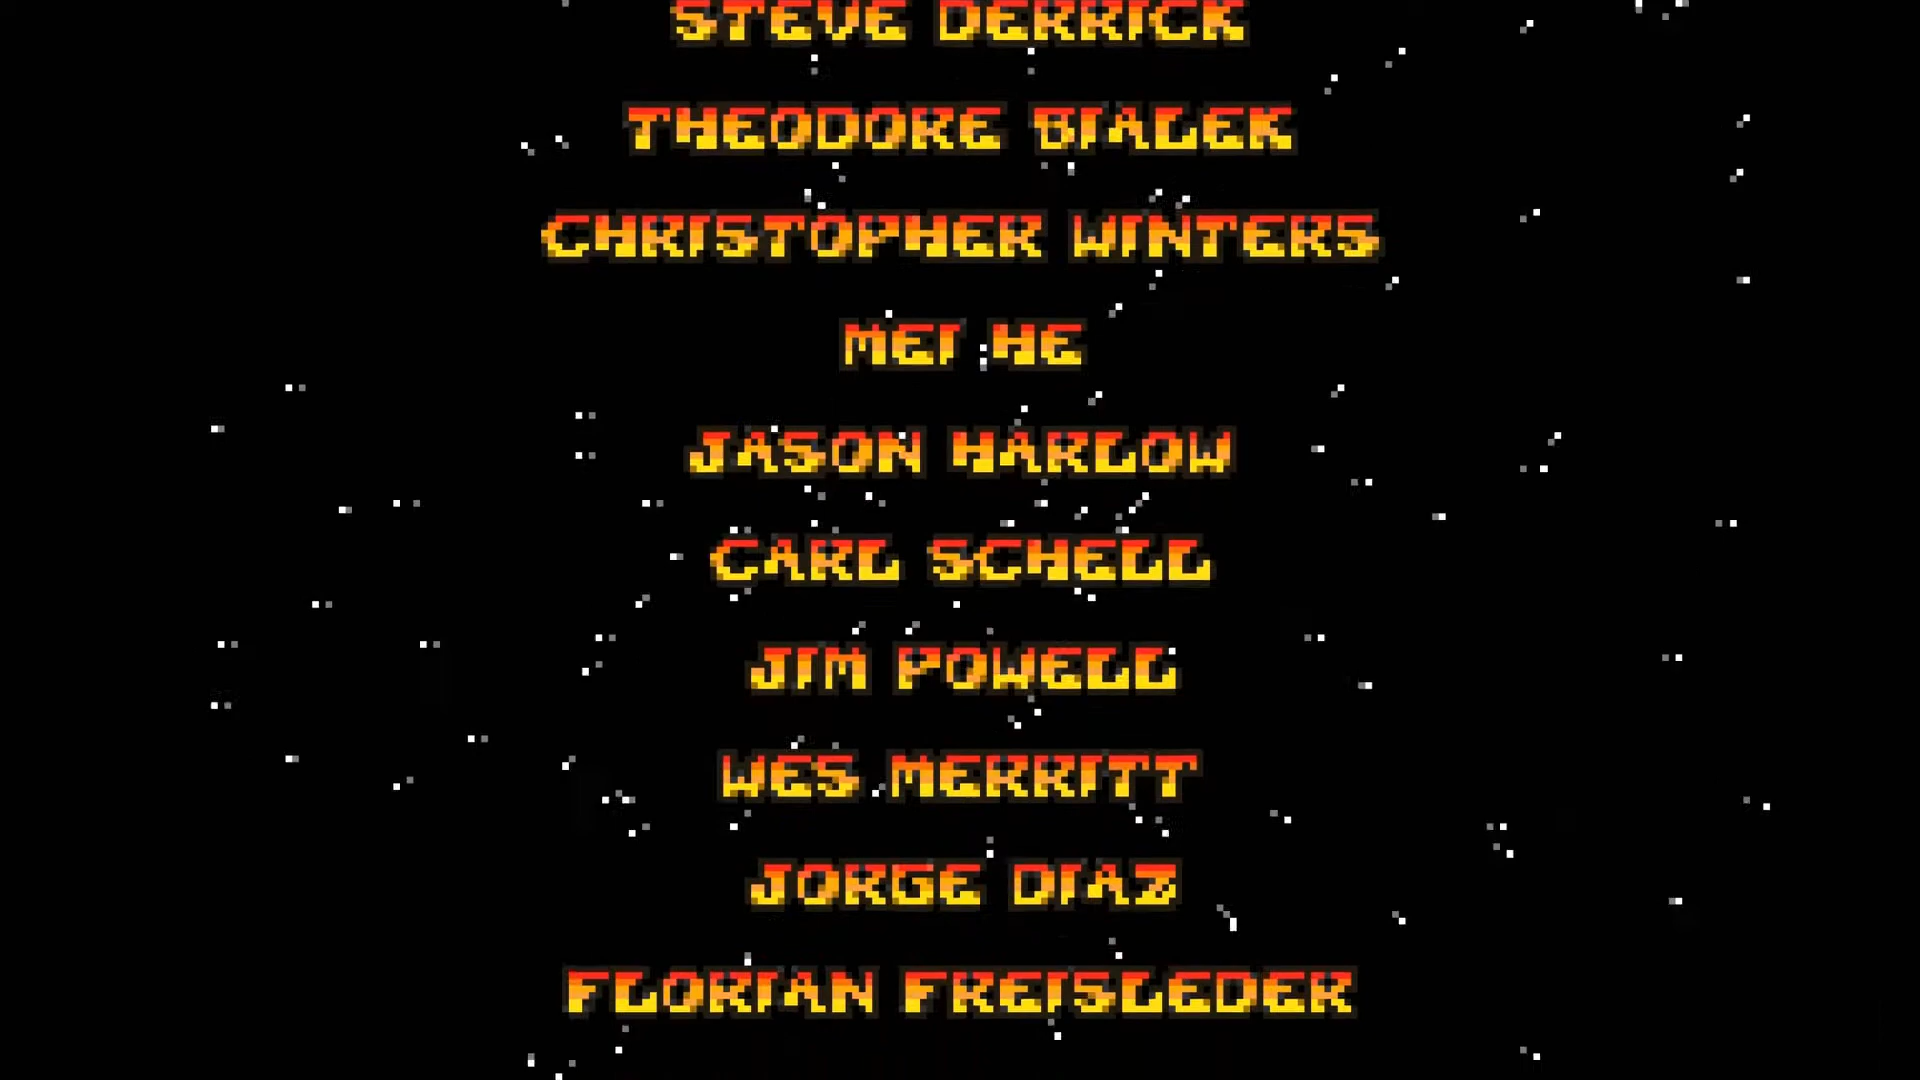 STEVE DERRICK
THEODORE BIALEK
CHRISTOPHER WINTERS
MEI HE
JASON HARLOW
CARL SCHELL
JIM POWELL
WES MERRITT
JORGE DIAZ
FLORIAN FREISLEDER